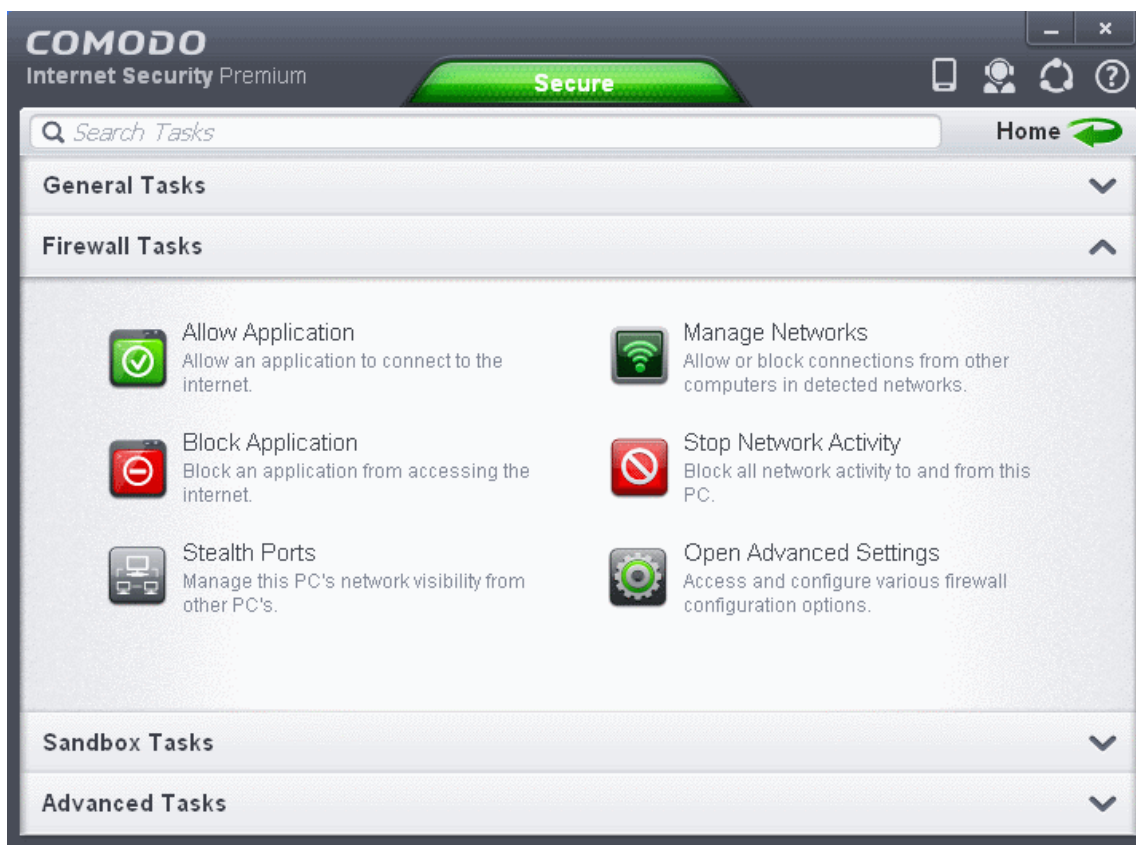 COMODO
Internet Security Premium
Secure
Search Tasks
Home
General Tasks
Firewall Tasks
Allow Application
Allow an application to connect to the
internet.
Manage Networks
Allow or block connections from other
computers in detected networks.
Block Application
Block an application from accessing the
internet.
Stop Network Activity
Block all network activity to and from this
PC.
Stealth Ports
Manage this PC's network visibility from
other PC's.
Open Advanced Settings
Access and configure various firewall
configuration options.
Sandbox Tasks
Advanced Tasks